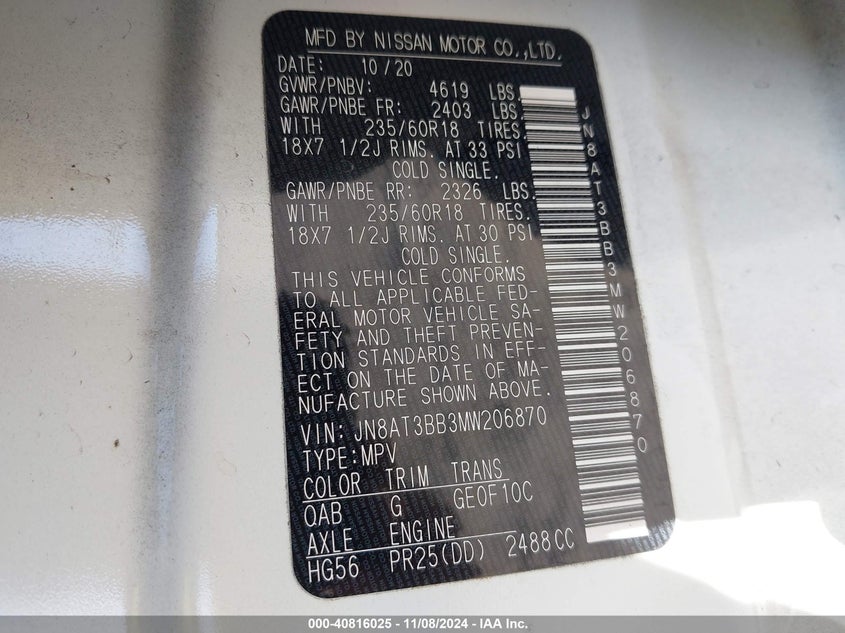 MFD BY NISSAN MOTOR CO.,LTD.
DATE: 10/20
GVWR/PNBV: 4619 LBS.
GAWR/PNBE FR: 2403 LBS.
WITH 235/60R18 TIRES.
18X7 1/2J RIMS. AT 33 PSI
COLD SINGLE.
GAWR/PNBE RR: 2326 LBS.
WITH 235/60R18 TIRES.
18X7 1/2J RIMS. AT 30 PSI
COLD SINGLE.
THIS VEHICLE CONFORMS
TO ALL APPLICABLE FED-
ERAL MOTOR VEHICLE SA-
FETY AND THEFT PREVEN-
TION STANDARDS IN EFF-
ECT ON THE DATE OF MA-
NUFACTURE SHOWN ABOVE.
VIN: JN8AT3BB3MW206870
TYPE:MPV
COLOR TRIM TRANS
QAB G GE0F10C
AXLE ENGINE
HG56 PR25(DD) 2488CC
JN8AT3BB3MW206870
000-40816025 - 11/08/2024 - IAA Inc.